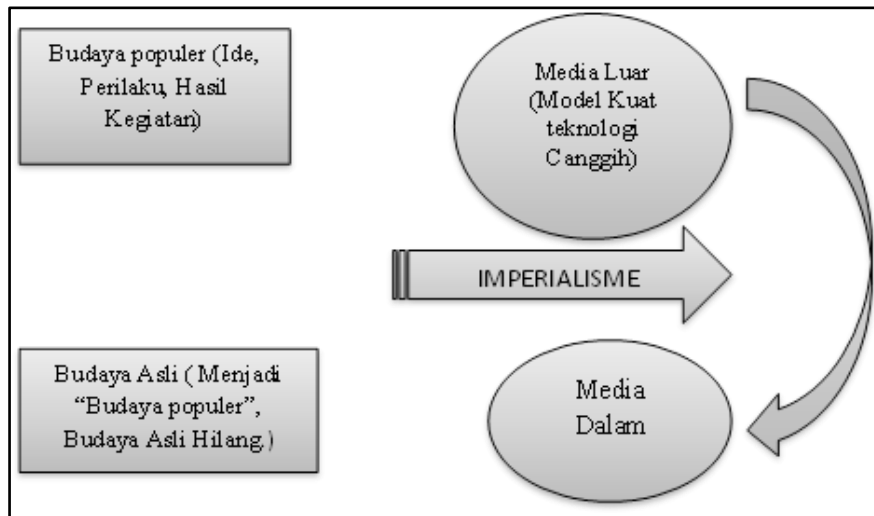 Budaya populer (Ide,
Perilaku, Hasil
Kegiatan)
Media Luar
(Model Kuat
teknologi
Canggih)
IMPERIALISME
Budaya Asli ( Menjadi
“Budaya populer”,
Budaya Asli Hilang.)
Media
Dalam